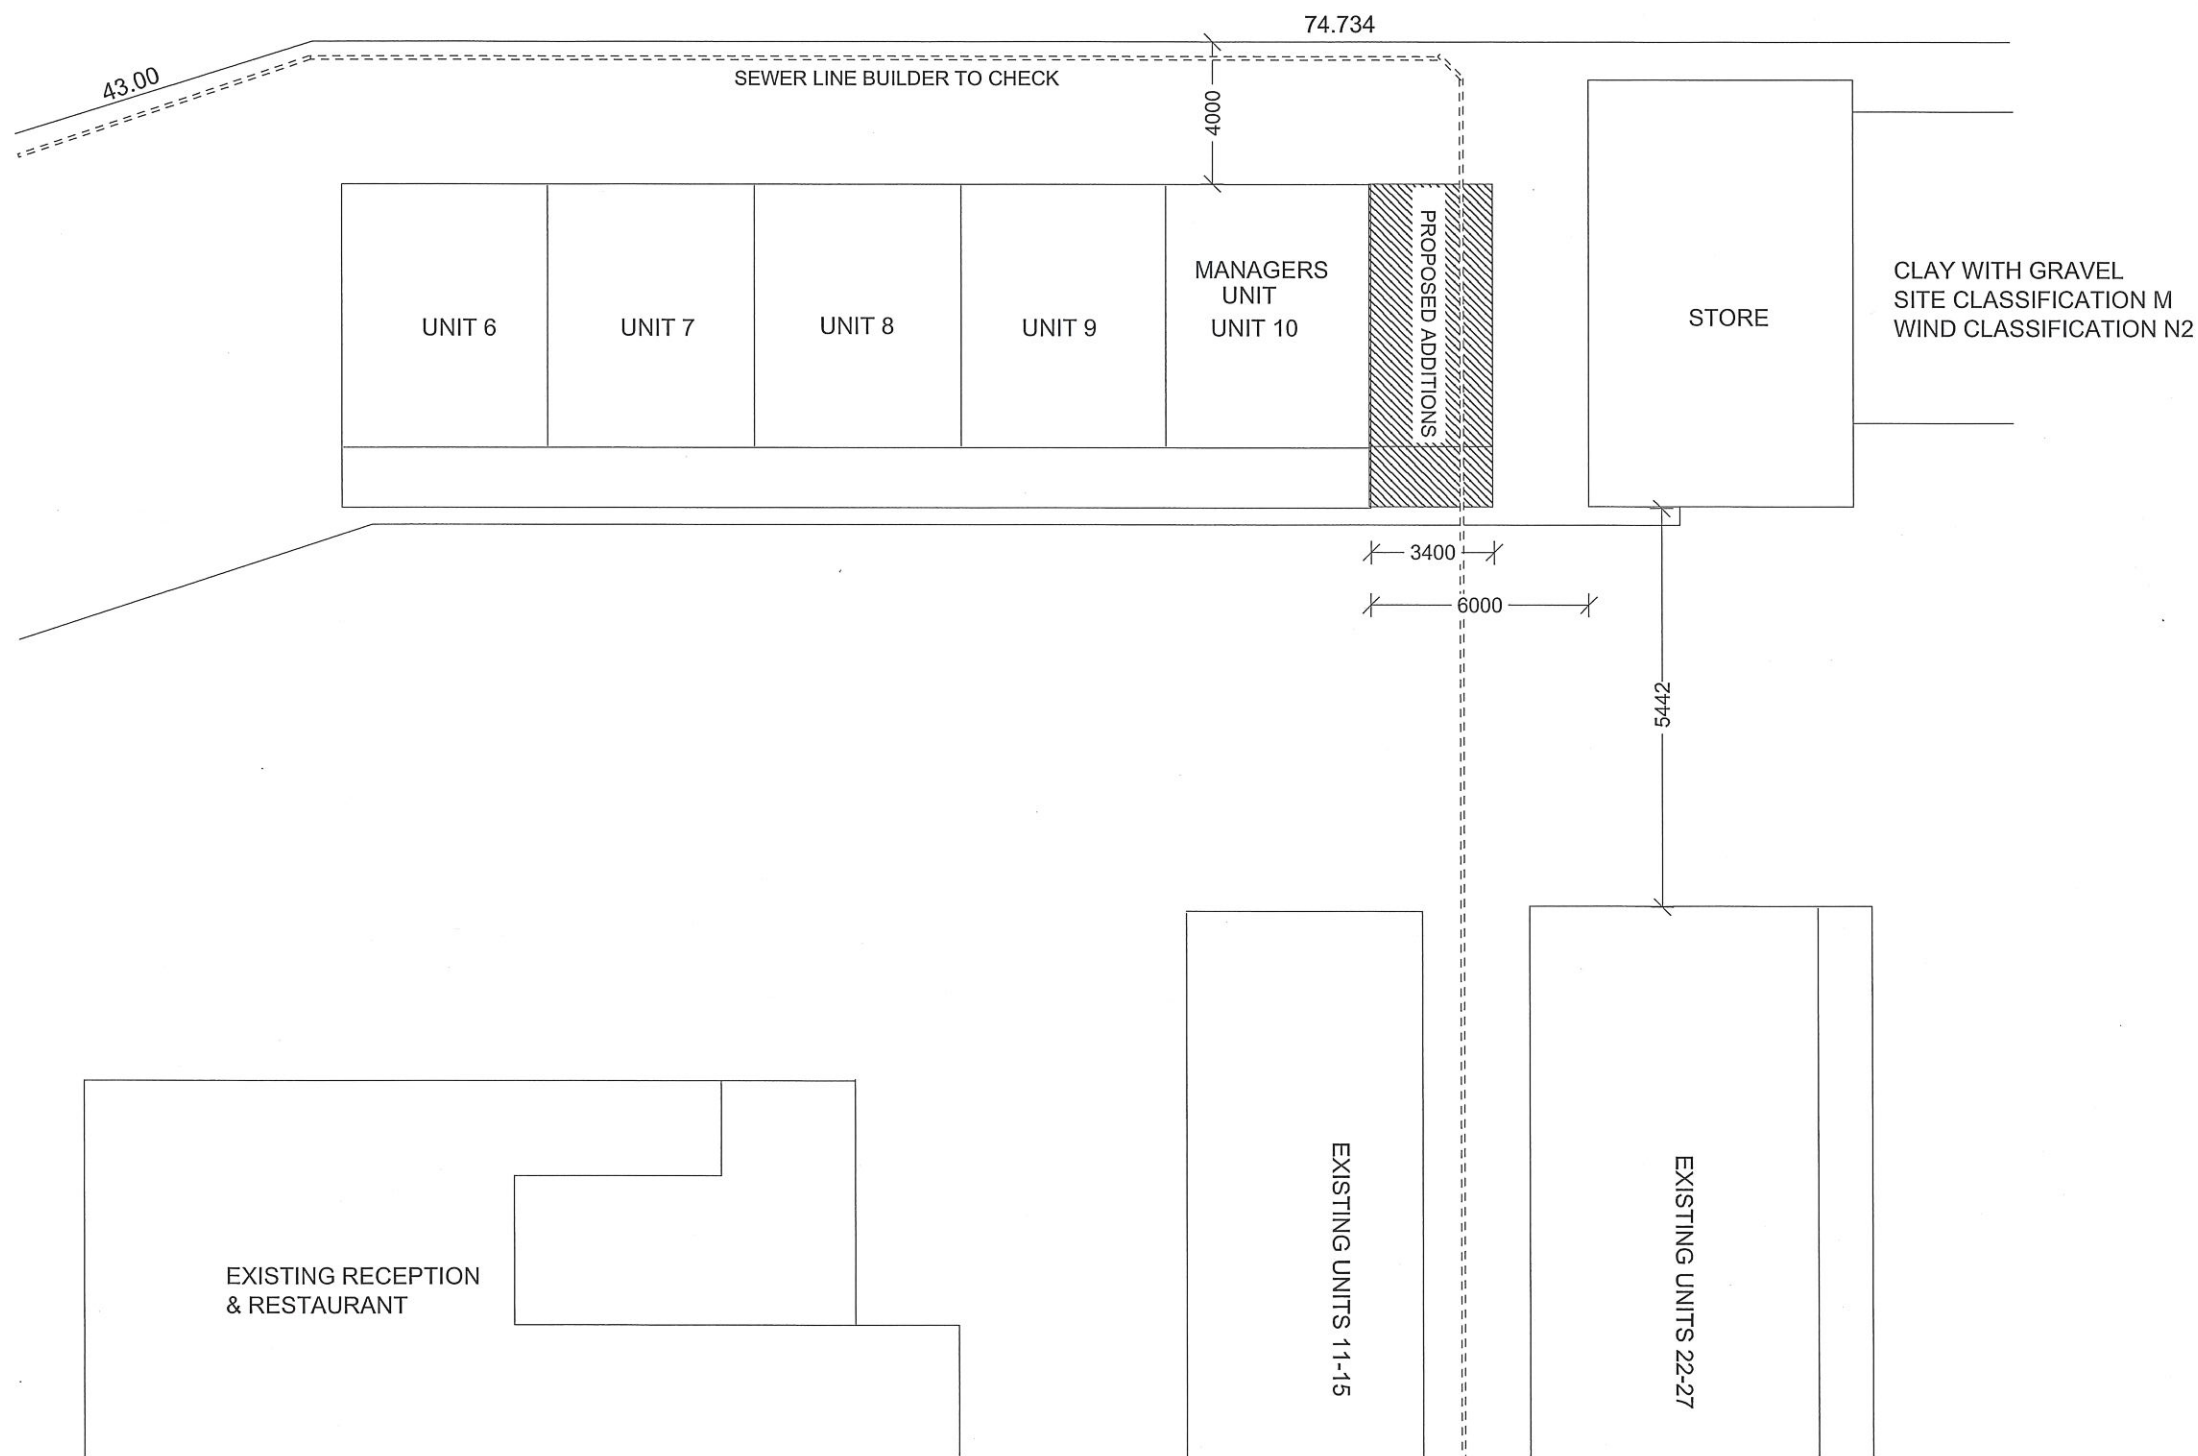 74.734
43.00
SEWER LINE BUILDER TO CHECK
4000
UNIT 6
UNIT 7
UNIT 8
UNIT 9
MANAGERS
UNIT
UNIT 10
PROPOSED ADDITIONS
STORE
CLAY WITH GRAVEL
SITE CLASSIFICATION M
WIND CLASSIFICATION N2
3400
6000
5442
EXISTING RECEPTION
& RESTAURANT
EXISTING UNITS 11-15
EXISTING UNITS 22-27